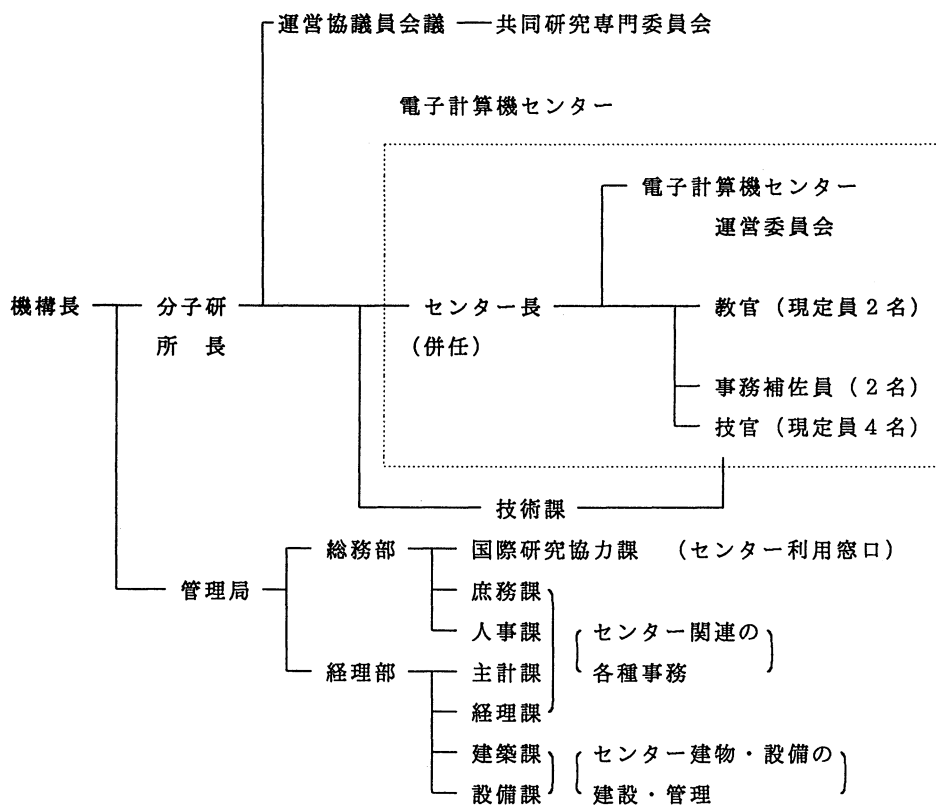 運営協議員会議 共同研究専門委員会
電子計算機センター
電子計算機センター
運営委員会
機構長 分子研 センター長 教官（現定員２名）
所 長 （併任）
事務補佐員（２名）
技官（現定員４名）
技術課
総務部 国際研究協力課 （センター利用窓口）
管理局 庶務課
人事課 センター関連の
経理部 主計課 各種事務
経理課
建築課 センター建物・設備の
設備課 建設・管理